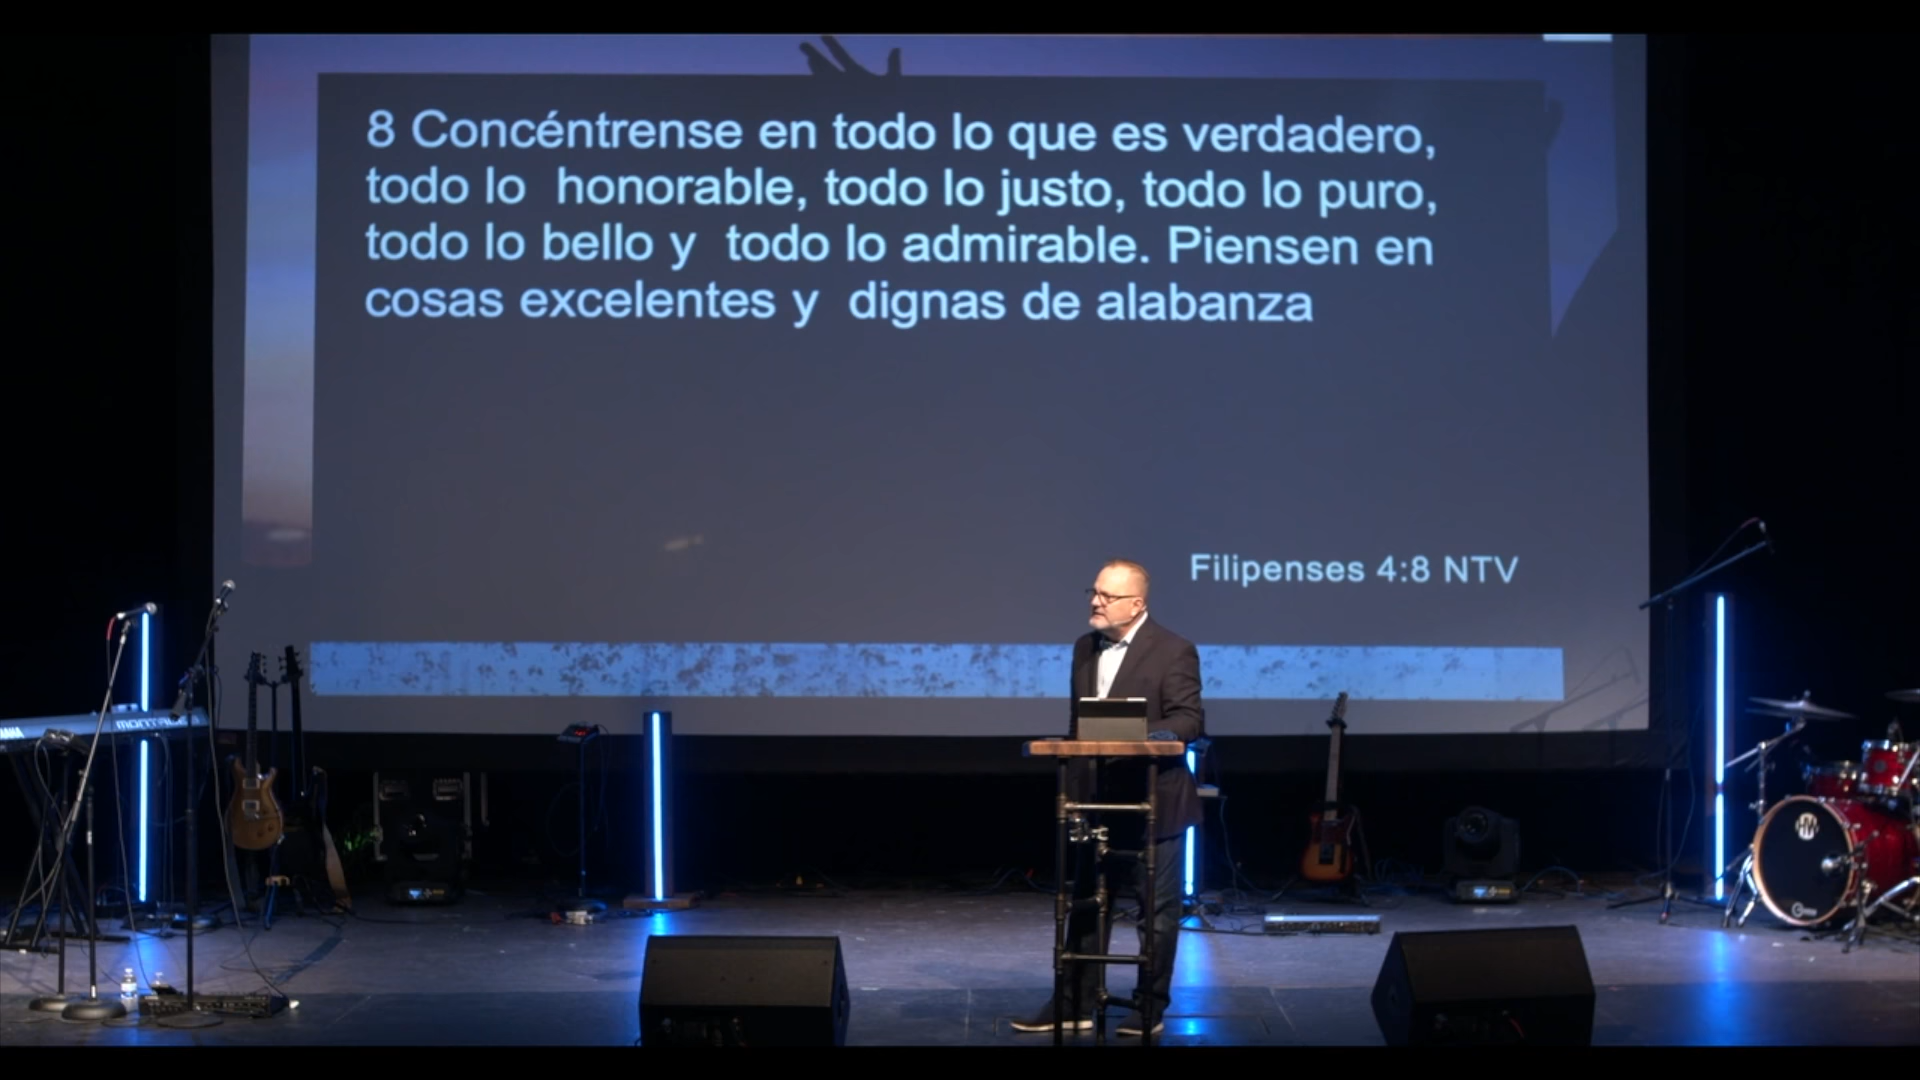 8 Concéntrense en todo lo que es verdadero,
todo lo honorable, todo lo justo, todo lo puro,
todo lo bello y todo lo admirable. Piensen en
cosas excelentes y dignas de alabanza
Filipenses 4:8 NTV
MONTAGE